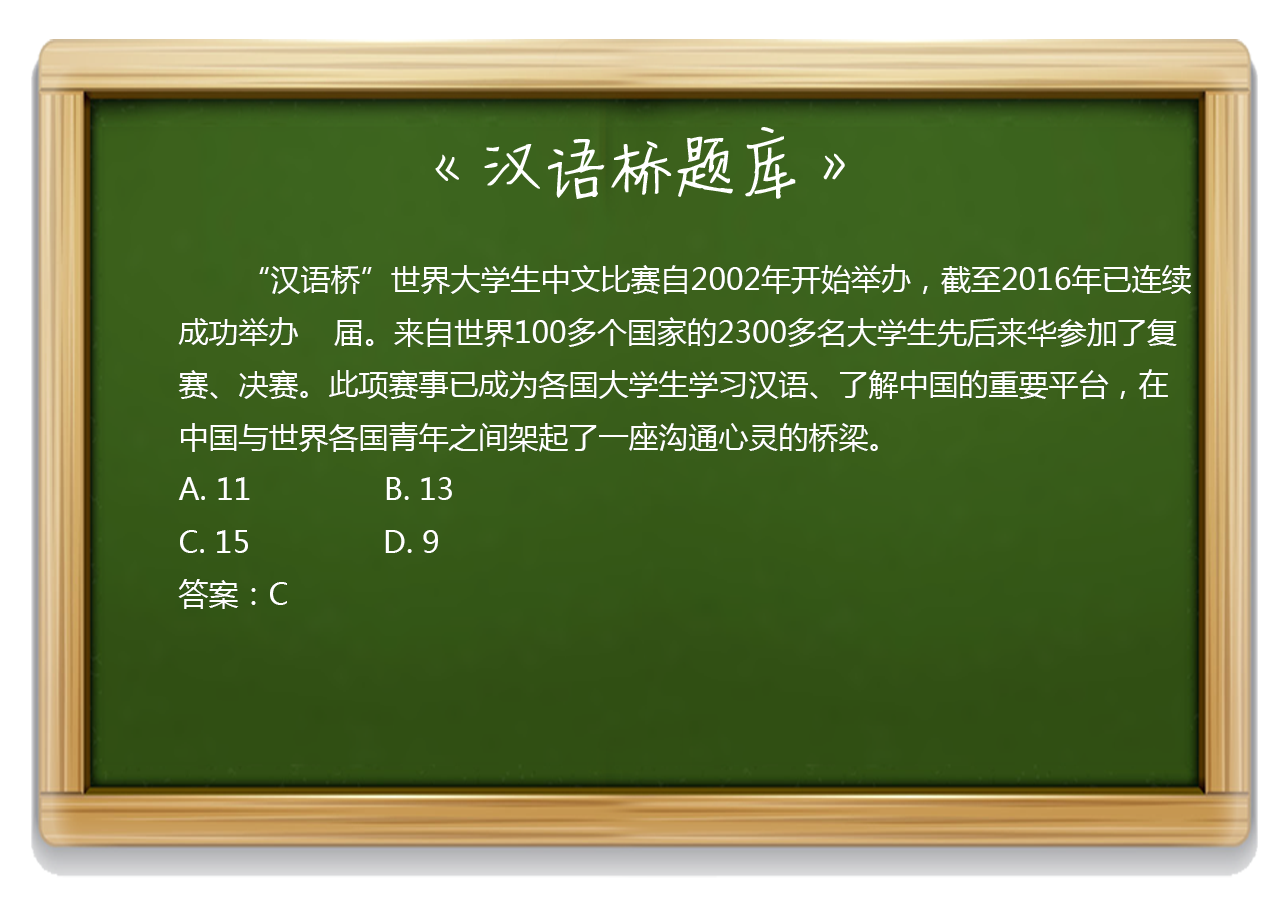 《汉语桥题库》
“汉语桥”世界大学生中文比赛自2002年开始举办，截至2016年已连续
成功举办 届。来自世界100多个国家的2300多名大学生先后来华参加了复
赛、决赛。此项赛事已成为各国大学生学习汉语、了解中国的重要平台，在
中国与世界各国青年之间架起了一座沟通心灵的桥梁。
A. 11 B. 13
C. 15 D. 9
答案：C